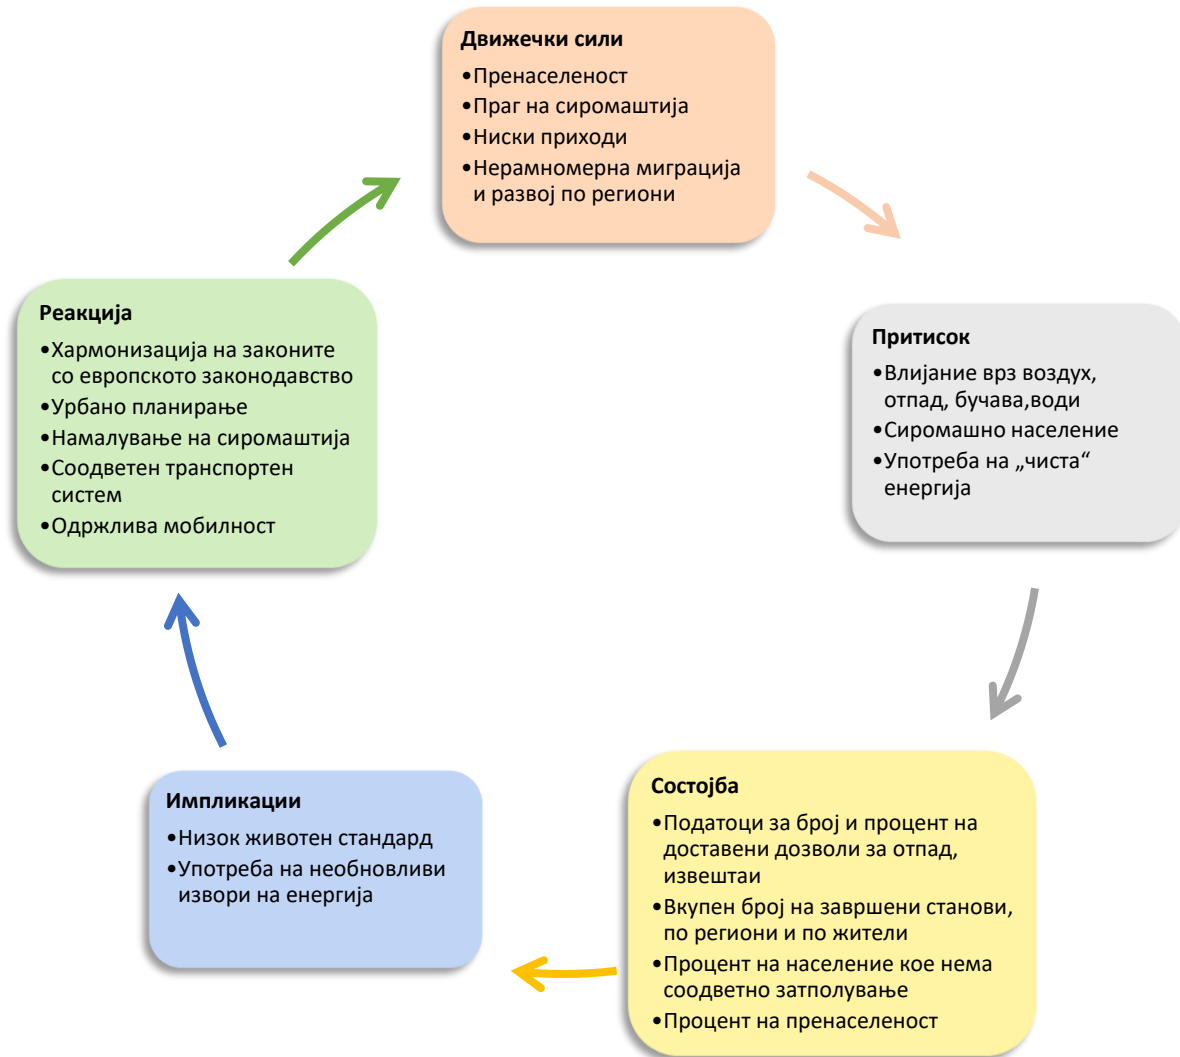 Движечки сили
•Пренаселеност
•Праг на сиромаштија
•Ниски приходи
•Нерамномерна миграција
и развој по региони
Притисок
•Влијание врз воздух,
отпад, бучава,води
•Сиромашно население
•Употреба на „чиста“
енергија
Состојба
•Податоци за број и процент на
доставени дозволи за отпад,
извештаи
•Вкупен број на завршени станови,
по региони и по жители
•Процент на население кое нема
соодветно затполување
•Процент на пренаселеност
Импликации
•Низок животен стандард
•Употреба на необновливи
извори на енергија
Реакција
•Хармонизација на законите
со европското законодавство
•Урбано планирање
•Намалување на сиромаштија
•Соодветен транспортен
систем
•Одржлива мобилност